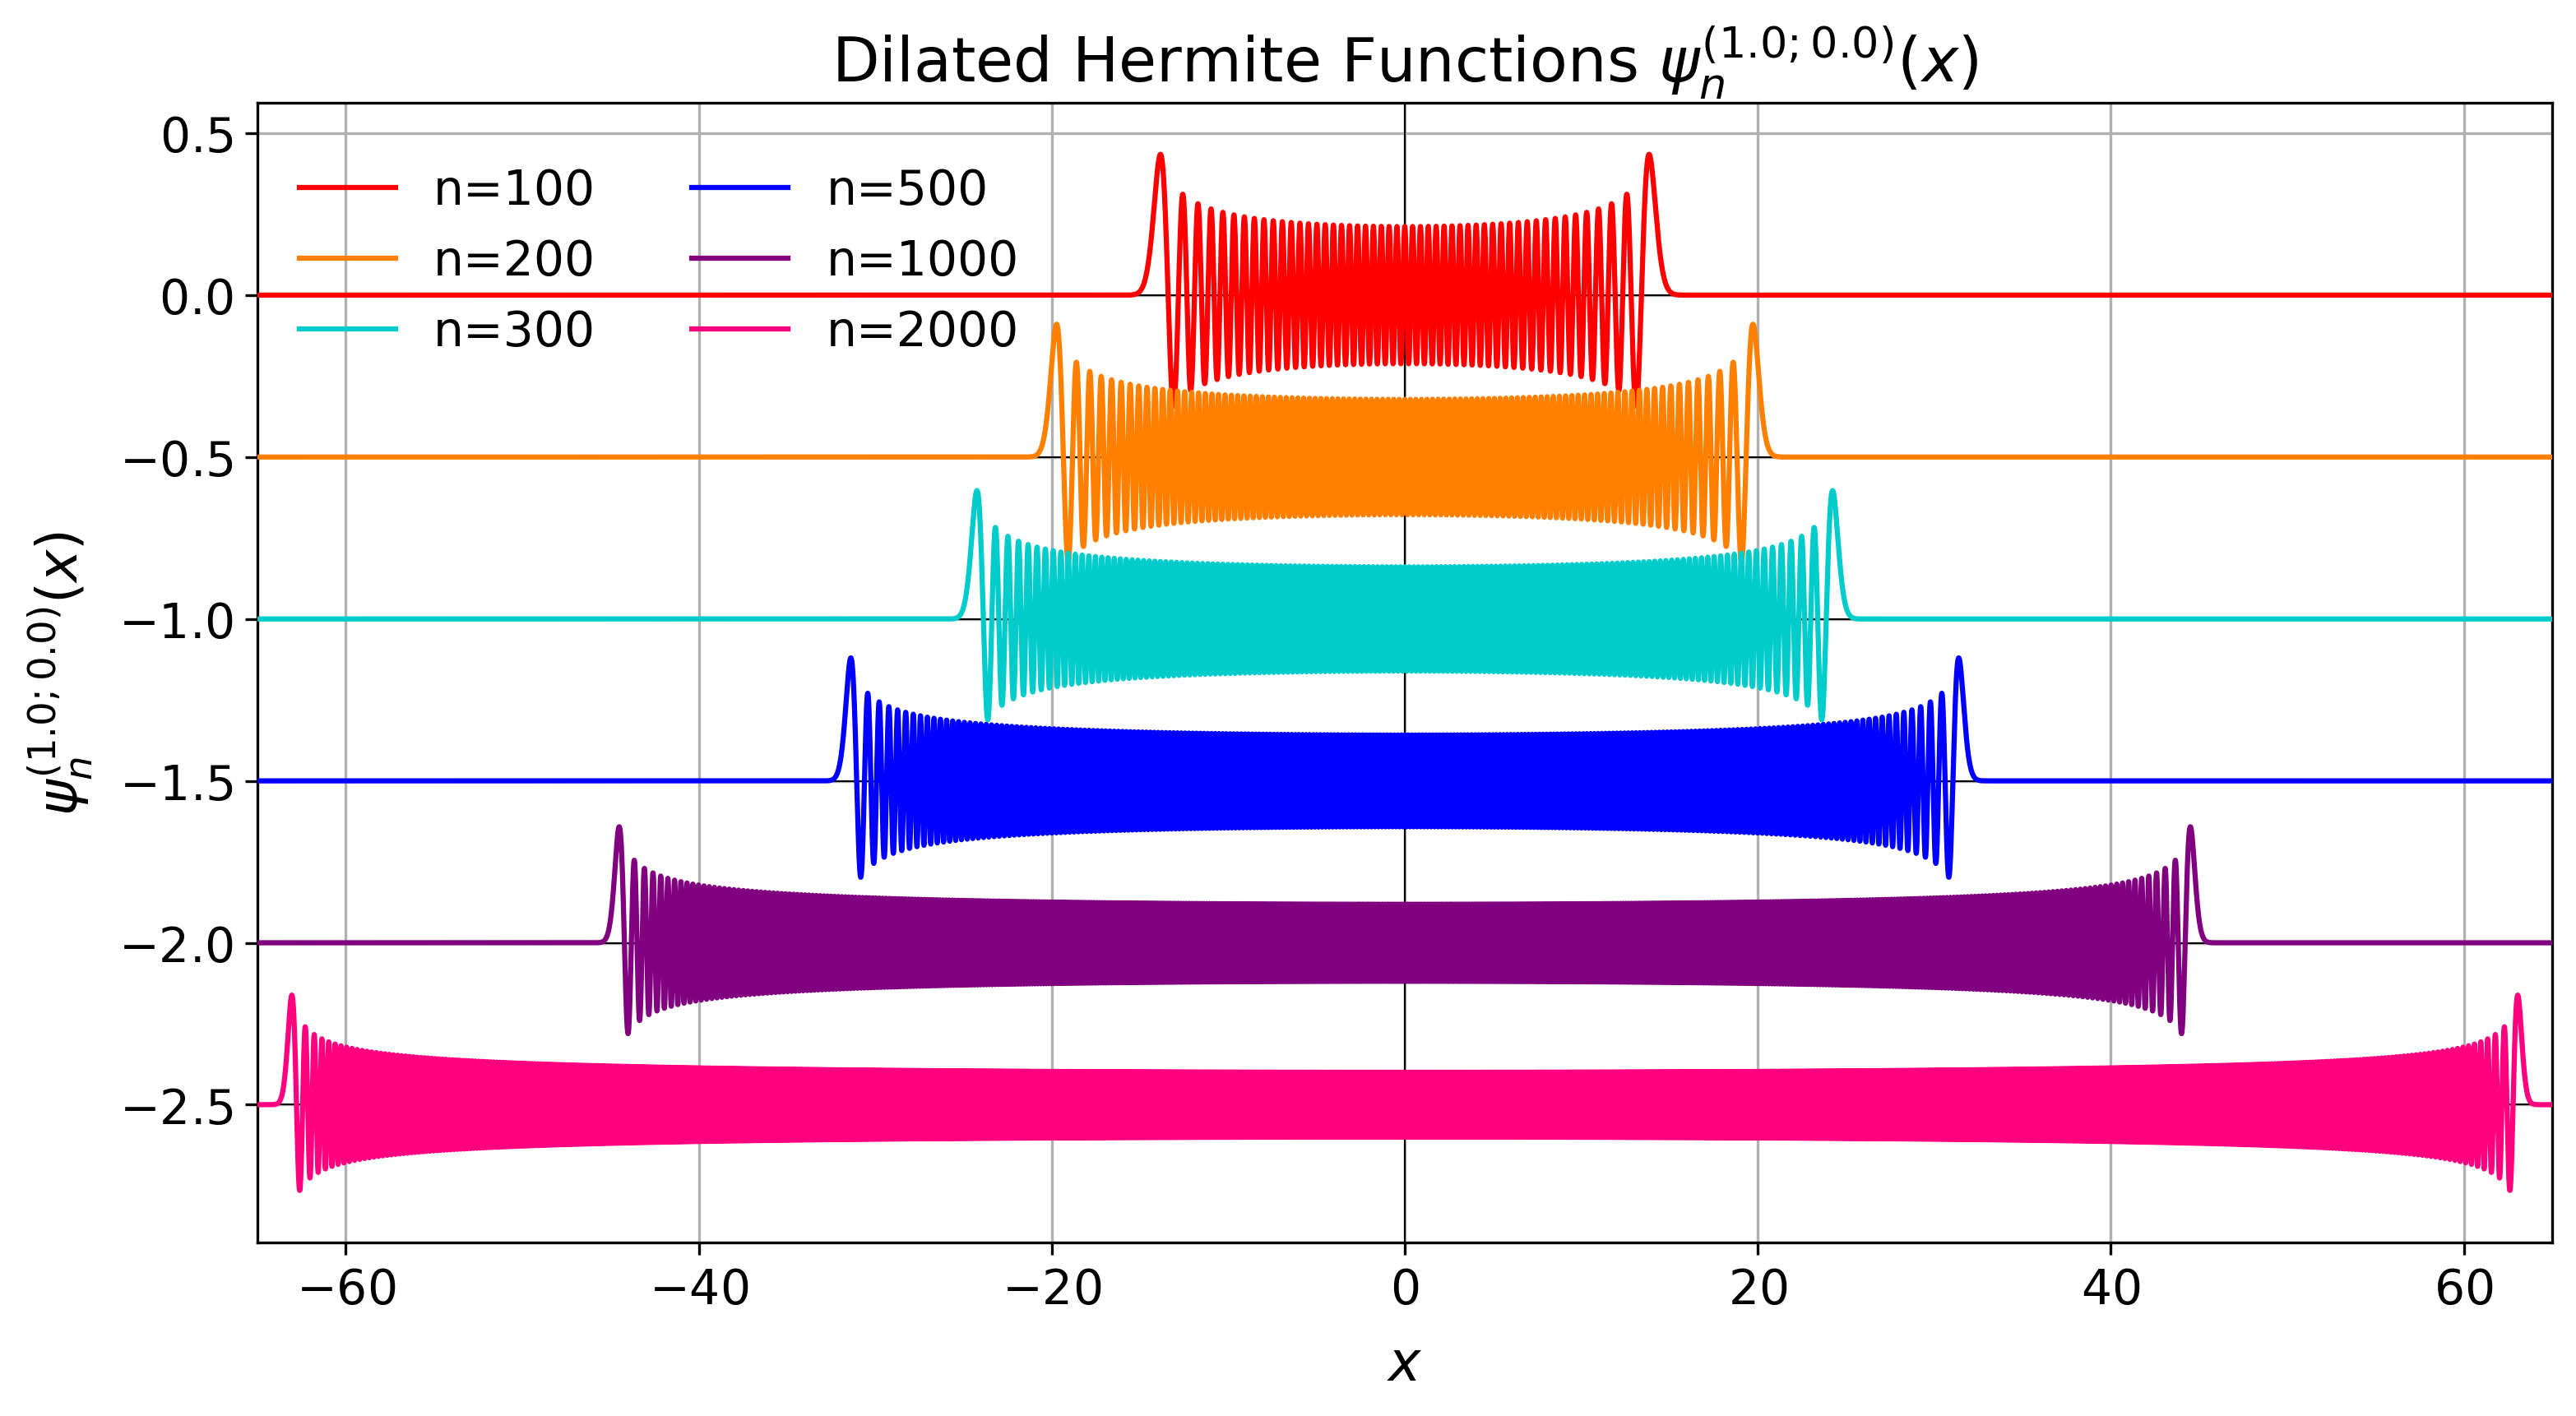 Dilated Hermite Functions ψₙ^(1.0; 0.0)(x)
0.5
0.0
−0.5
−1.0
−1.5
−2.0
−2.5
n=100
n=200
n=300
n=500
n=1000
n=2000
ψₙ^(1.0; 0.0)(x)
−60 −40 −20 0 20 40 60
x